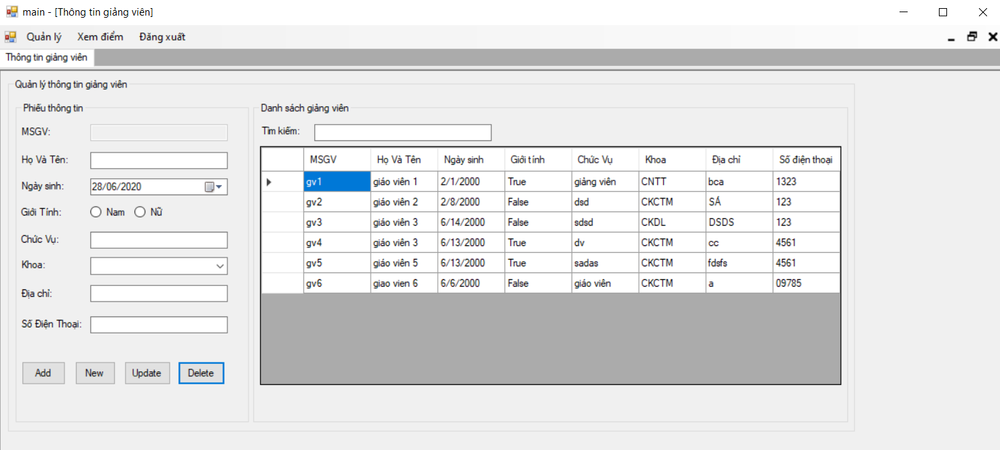 main - [Thông tin giảng viên]
Quản lý Xem điểm Đăng xuất
Thông tin giảng viên
Quản lý thông tin giảng viên
Phiếu thông tin
MSGV:
Họ Và Tên:
Ngày sinh: 28/06/2020
Giới Tính: Nam Nữ
Chức Vụ:
Khoa:
Địa chỉ:
Số Điện Thoại:
Add New Update Delete
Danh sách giảng viên
Tìm kiếm:
MSGV Họ Và Tên Ngày sinh Giới tính Chức Vụ Khoa Địa chỉ Số điện thoại
gv1 giáo viên 1 2/1/2000 True giảng viên CNTT bca 1323
gv2 giáo viên 2 2/8/2000 False dsd CKCTM SÁ 123
gv3 giáo viên 3 6/14/2000 False sdsd CKDL DSDS 123
gv4 giáo viên 3 6/13/2000 True dv CKCTM cc 4561
gv5 giáo viên 5 6/13/2000 True sadas CKCTM fdsfs 4561
gv6 giao vien 6 6/6/2000 False giáo viên CKCTM a 09785